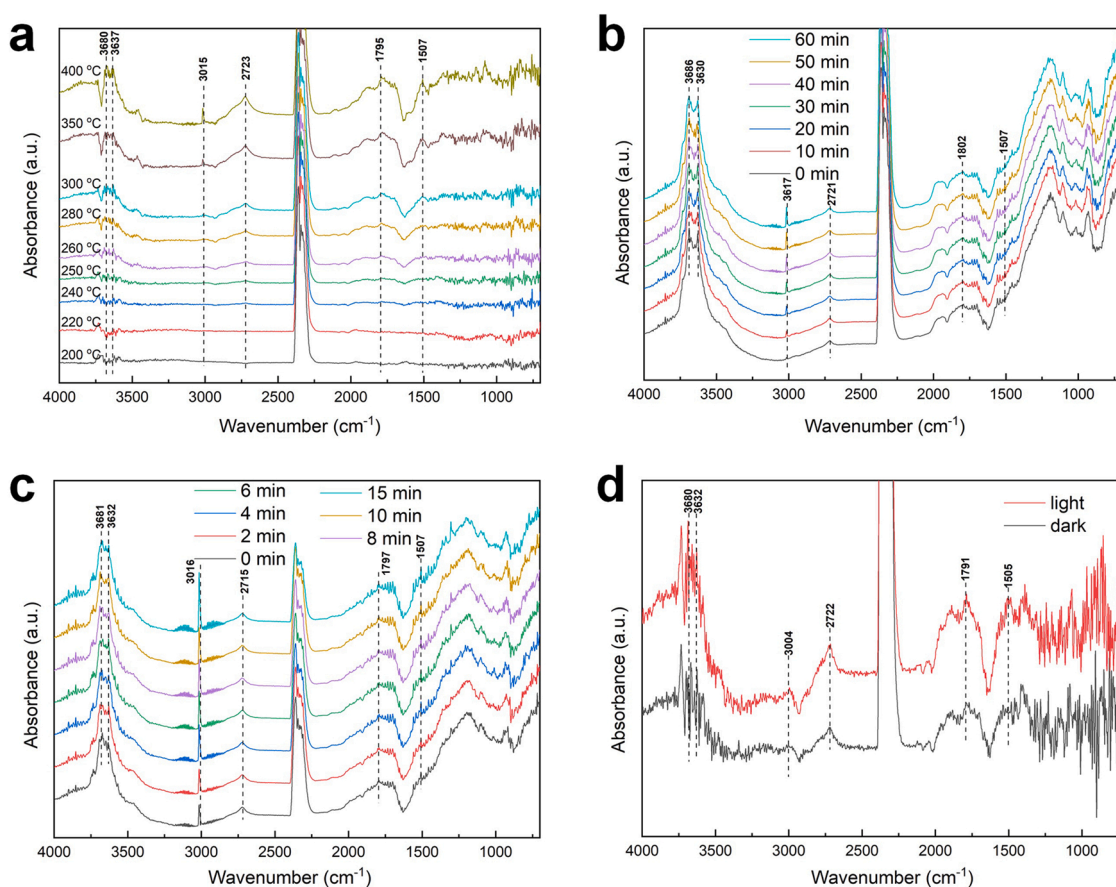 a
3680
3637
3015
2723
1795
1507
400 °C
350 °C
300 °C
280 °C
260 °C
250 °C
240 °C
220 °C
200 °C
Absorbance (a.u.)
4000 3500 3000 2500 2000 1500 1000
Wavenumber (cm⁻¹)
b
60 min
50 min
40 min
30 min
20 min
10 min
0 min
3686
3630
3617
2721
1802
1507
Absorbance (a.u.)
4000 3500 3000 2500 2000 1500 1000
Wavenumber (cm⁻¹)
c
6 min
4 min
2 min
0 min
15 min
10 min
8 min
3681
3632
3016
2715
1797
1507
Absorbance (a.u.)
4000 3500 3000 2500 2000 1500 1000
Wavenumber (cm⁻¹)
d
light
dark
3680
3632
3004
2722
1791
1505
Absorbance (a.u.)
4000 3500 3000 2500 2000 1500 1000
Wavenumber (cm⁻¹)